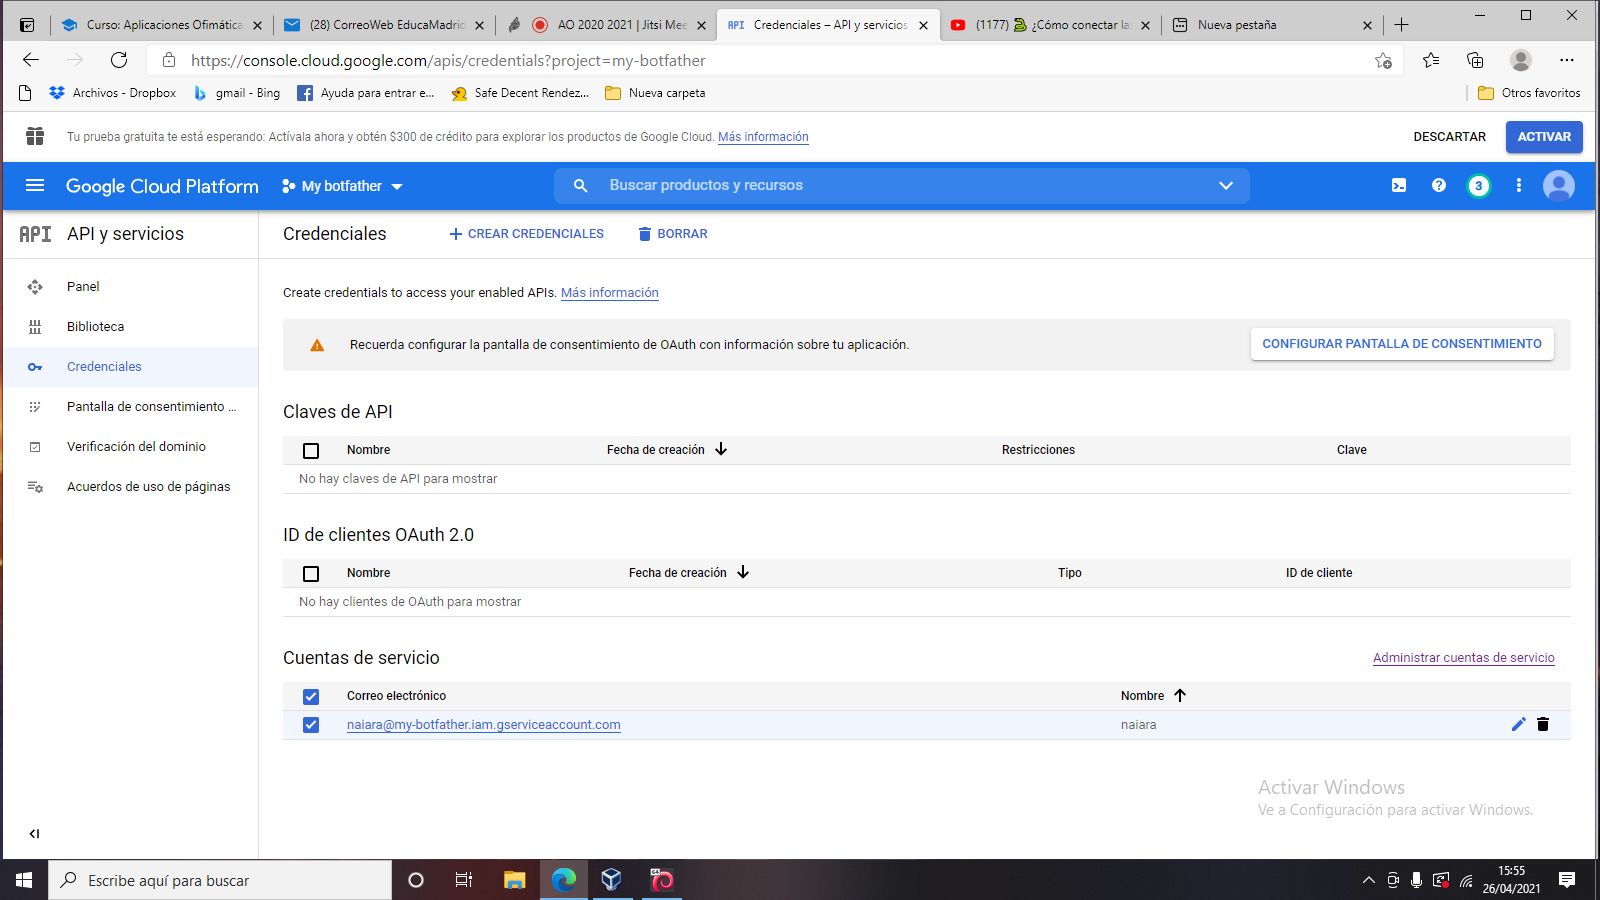 Curso: Aplicaciones Ofimática
(28) CorreoWeb EducaMadrid
AO 2020 2021 | Jitsi Mee
API Credenciales – API y servicios
(1177) ¿Cómo conectar la
Nueva pestaña
https://console.cloud.google.com/apis/credentials?project=my-botfather
Archivos - Dropbox
gmail - Bing
Ayuda para entrar e...
Safe Decent Rendez...
Nueva carpeta
Otros favoritos
Tu prueba gratuita te está esperando: Actívala ahora y obtén $300 de crédito para explorar los productos de Google Cloud. Más información
DESCARTAR
ACTIVAR
Google Cloud Platform
My botfather
Buscar productos y recursos
3
API API y servicios
Credenciales
CREAR CREDENCIALES
BORRAR
Panel
Biblioteca
Credenciales
Pantalla de consentimiento ...
Verificación del dominio
Acuerdos de uso de páginas
Create credentials to access your enabled APIs. Más información
Recuerda configurar la pantalla de consentimiento de OAuth con información sobre tu aplicación.
CONFIGURAR PANTALLA DE CONSENTIMIENTO
Claves de API
Nombre Fecha de creación Restricciones Clave
No hay claves de API para mostrar
ID de clientes OAuth 2.0
Nombre Fecha de creación Tipo ID de cliente
No hay clientes de OAuth para mostrar
Cuentas de servicio
Administrar cuentas de servicio
Correo electrónico Nombre
naiara@my-botfather.iam.gserviceaccount.com naiara
Activar Windows
Ve a Configuración para activar Windows.
Escribe aquí para buscar
15:55
26/04/2021